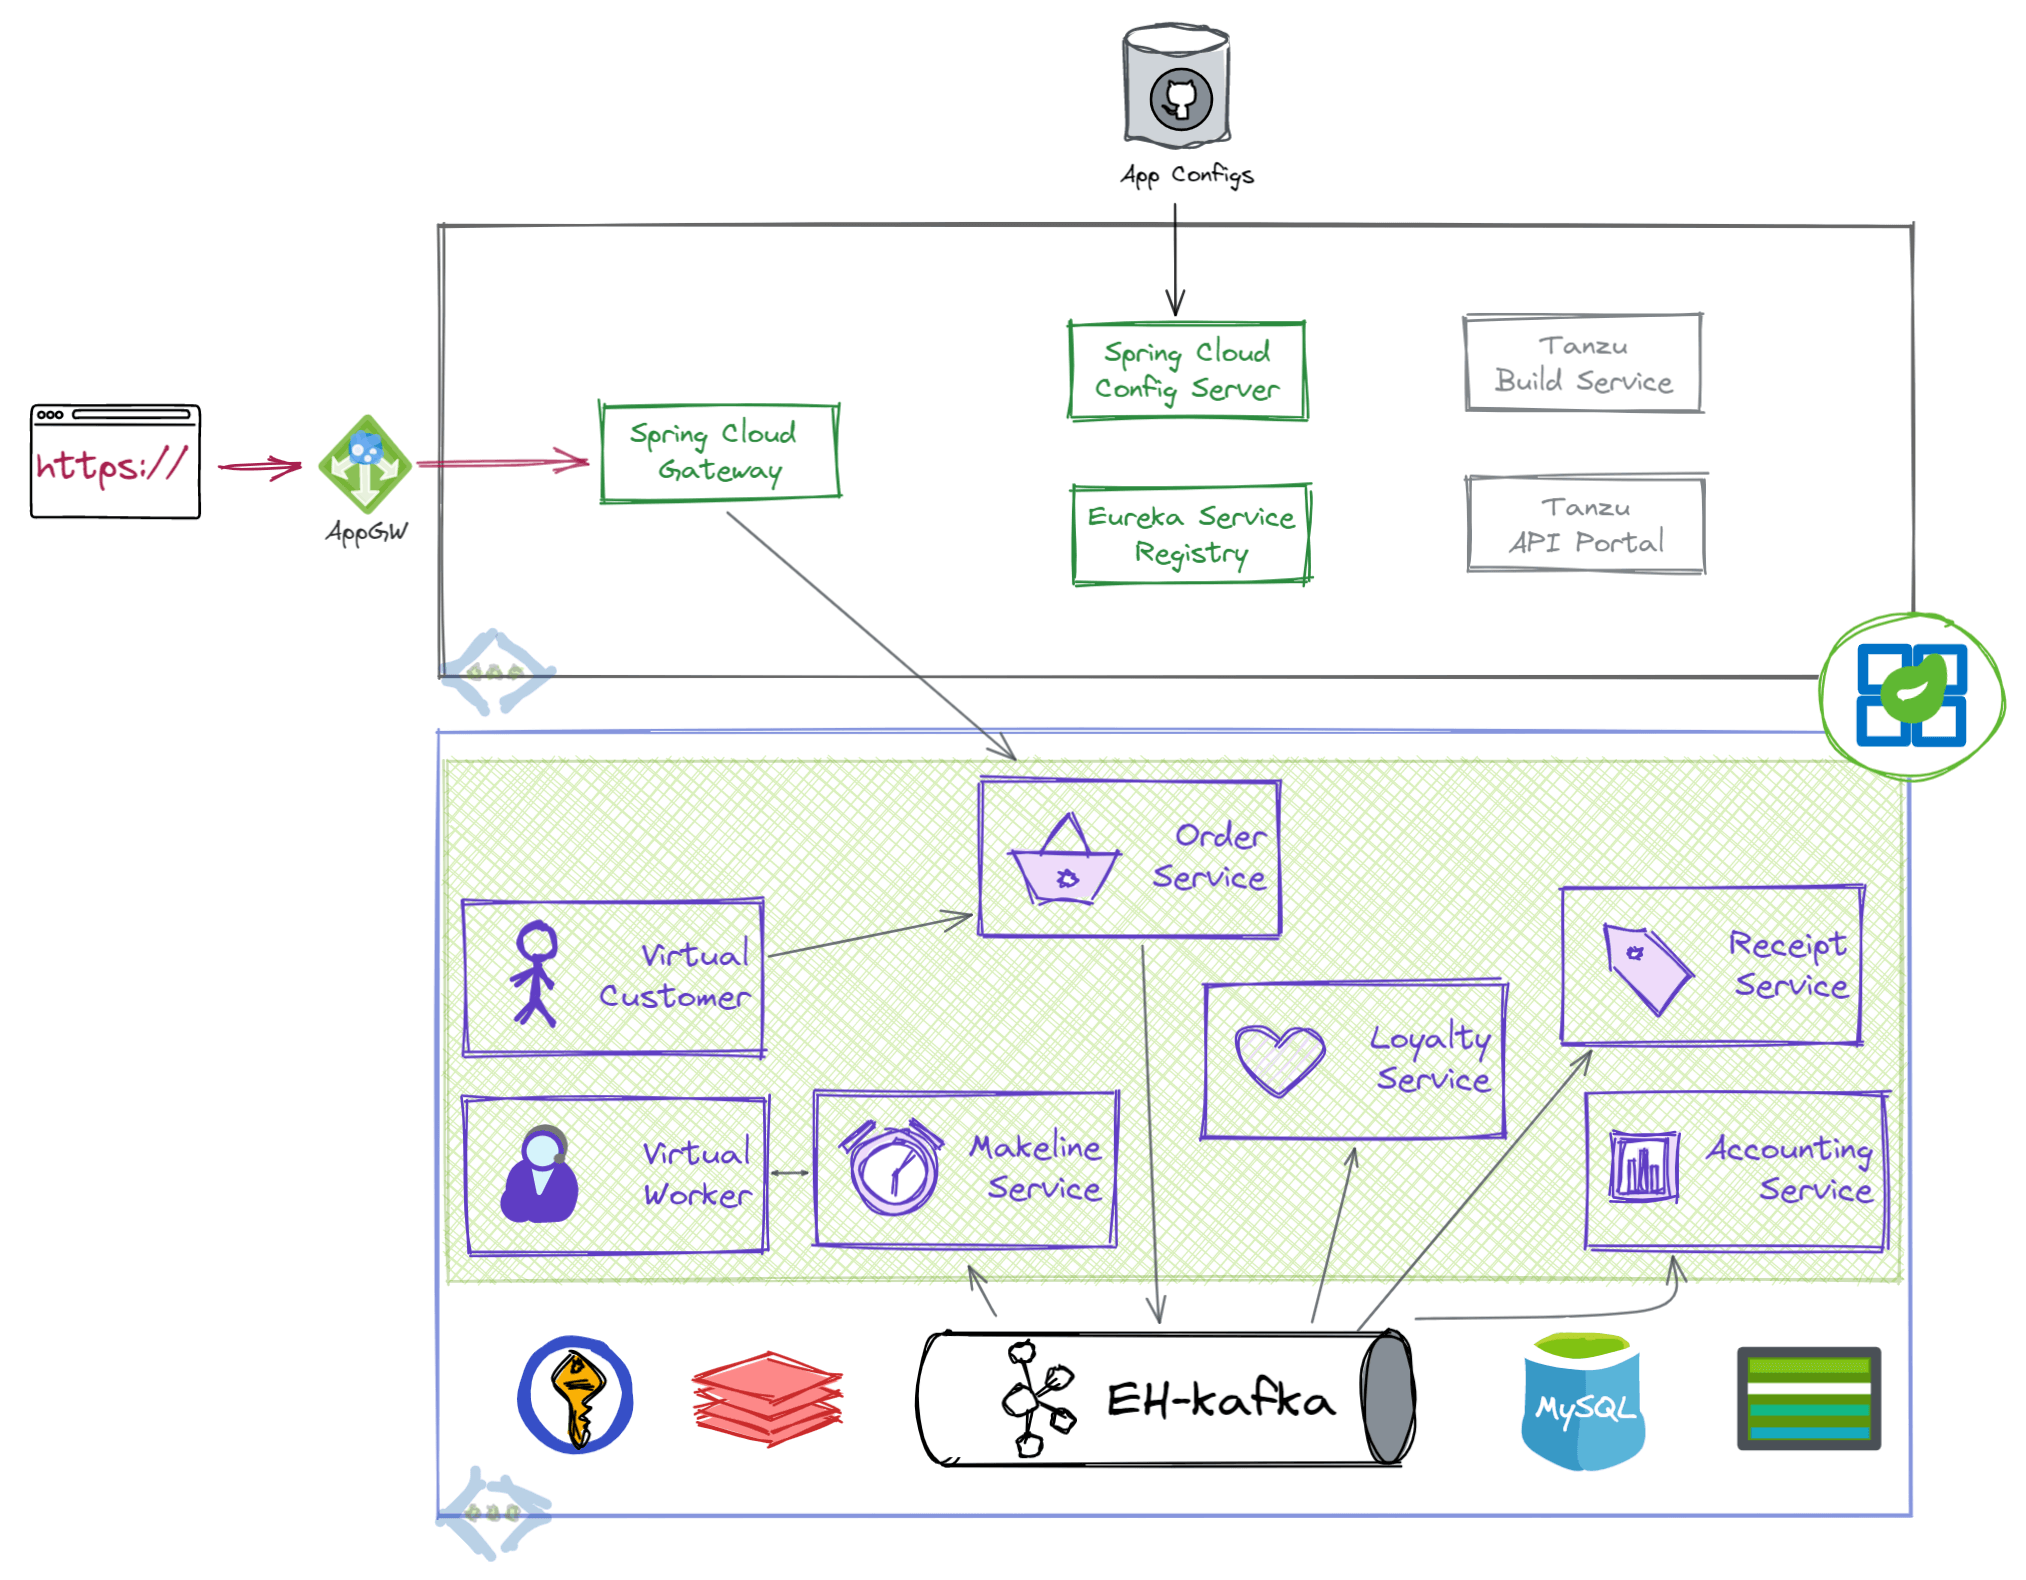 App Configs
https://
AppGW
Spring Cloud
Gateway
Spring Cloud
Config Server
Eureka Service
Registry
Tanzu
Build Service
Tanzu
API Portal
Order
Service
Virtual
Customer
Virtual
Worker
Makeline
Service
Loyalty
Service
Receipt
Service
Accounting
Service
EH-kafka
MySQL